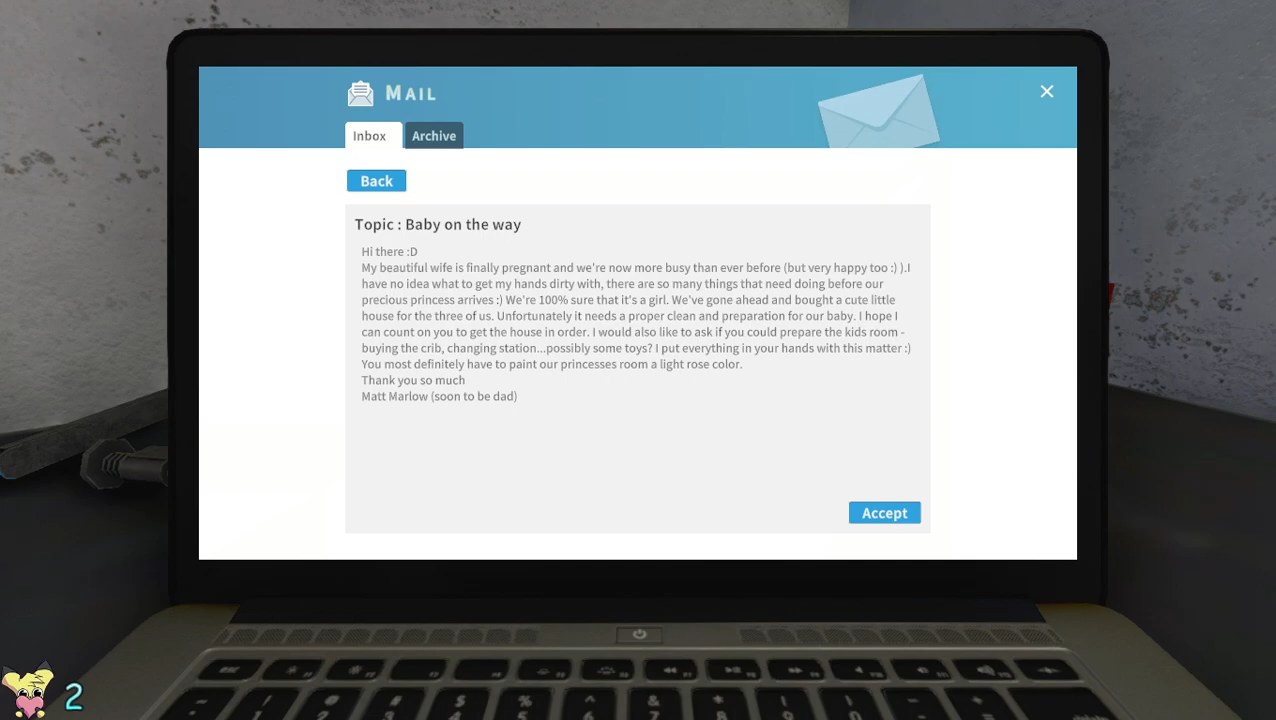 MAIL
Inbox Archive
Back
Topic : Baby on the way
Hi there :D
My beautiful wife is finally pregnant and we're now more busy than ever before (but very happy too :) ).I
have no idea what to get my hands dirty with, there are so many things that need doing before our
precious princess arrives :) We're 100% sure that it's a girl. We've gone ahead and bought a cute little
house for the three of us. Unfortunately it needs a proper clean and preparation for our baby. I hope I
can count on you to get the house in order. I would also like to ask if you could prepare the kids room -
buying the crib, changing station...possibly some toys? I put everything in your hands with this matter :)
You most definitely have to paint our princesses room a light rose color.
Thank you so much
Matt Marlow (soon to be dad)
Accept
2